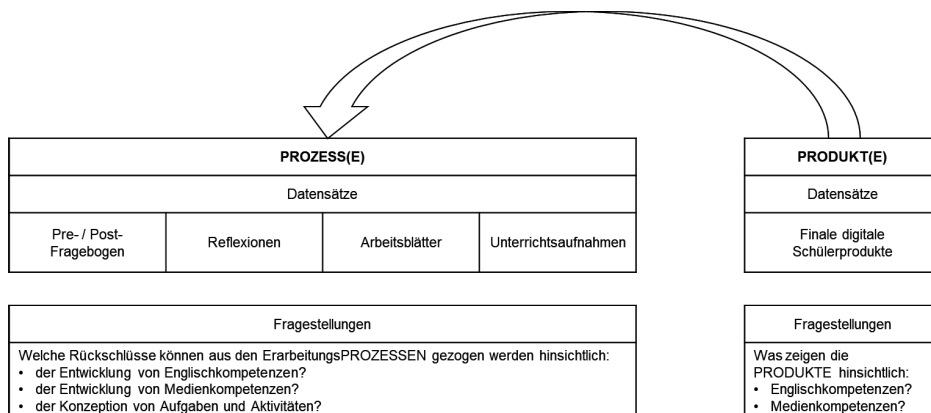 PROZESS(E)
Datensätze
Pre- / Post-
Fragebogen
Reflexionen
Arbeitsblätter
Unterrichtsaufnahmen
PRODUKT(E)
Datensätze
Finale digitale
Schülerprodukte
Fragestellungen
Welche Rückschlüsse können aus den ErarbeitungsPROZESSEN gezogen werden hinsichtlich:
• der Entwicklung von Englischkompetenzen?
• der Entwicklung von Medienkompetenzen?
• der Konzeption von Aufgaben und Aktivitäten?
Fragestellungen
Was zeigen die
PRODUKTE hinsichtlich:
• Englischkompetenzen?
• Medienkompetenzen?